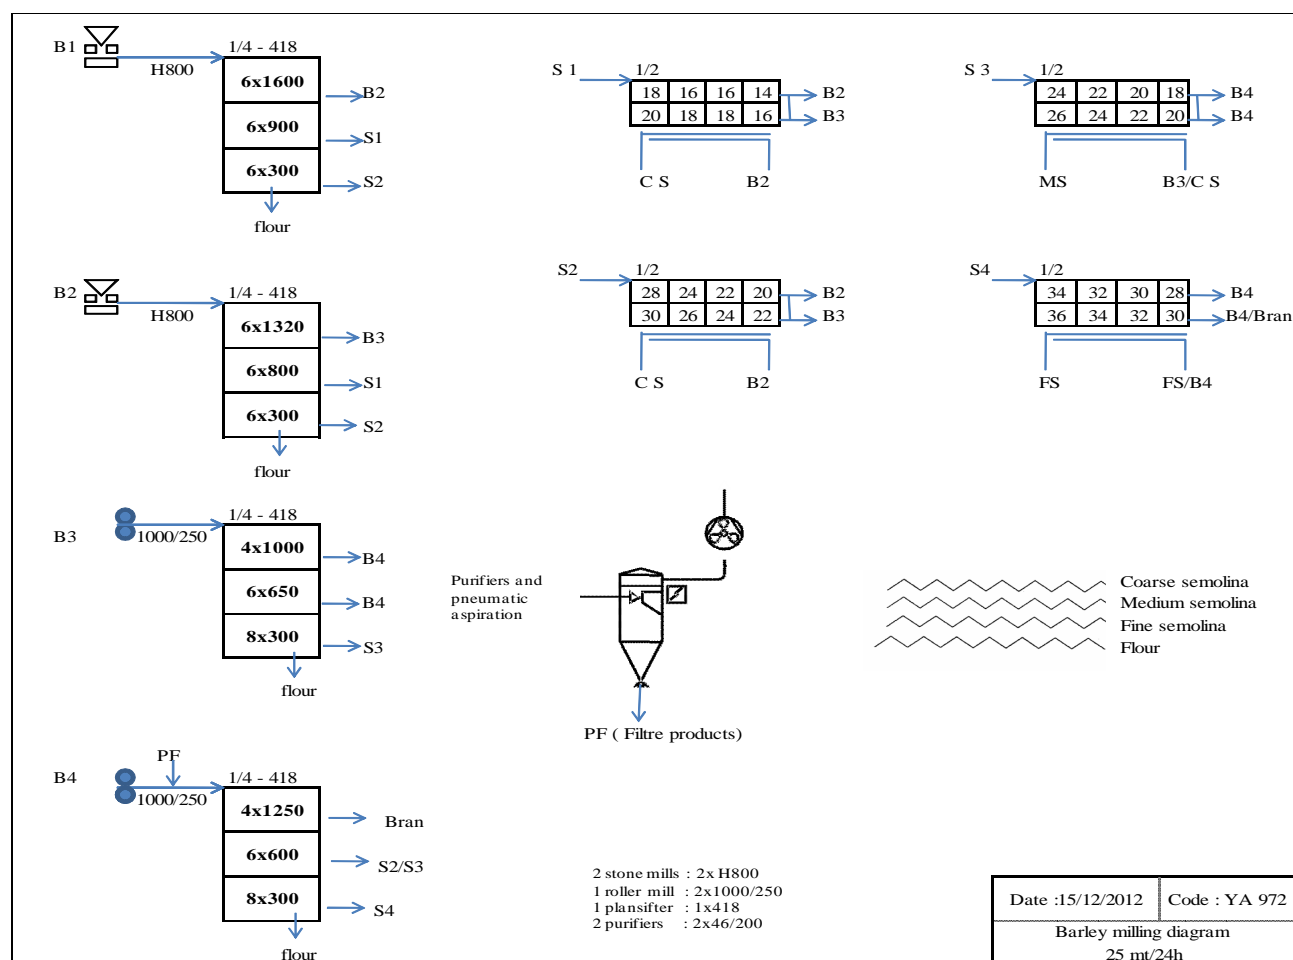 B1
H800
1/4 - 418
6x1600
6x900
6x300
B2
S1
S2
flour
S 1
1/2
18 16 16 14
20 18 18 16
B2
B3
C S
B2
S 3
1/2
24 22 20 18
26 24 22 20
B4
B4
MS
B3/C S
B2
H800
1/4 - 418
6x1320
6x800
6x300
B3
S1
S2
flour
S2
1/2
28 24 22 20
30 26 24 22
B2
B3
C S
B2
S4
1/2
34 32 30 28
36 34 32 30
B4
B4/Bran
FS
FS/B4
B3
1000/250
1/4 - 418
4x1000
6x650
8x300
B4
B4
S3
flour
Purifiers and
pneumatic
aspiration
PF ( Filtre products)
Coarse semolina
Medium semolina
Fine semolina
Flour
B4
PF
1000/250
1/4 - 418
4x1250
6x600
8x300
Bran
S2/S3
S4
flour
2 stone mills : 2x H800
1 roller mill : 2x1000/250
1 plansifter : 1x418
2 purifiers : 2x46/200
Date :15/12/2012
Code : YA 972
Barley milling diagram
25 mt/24h